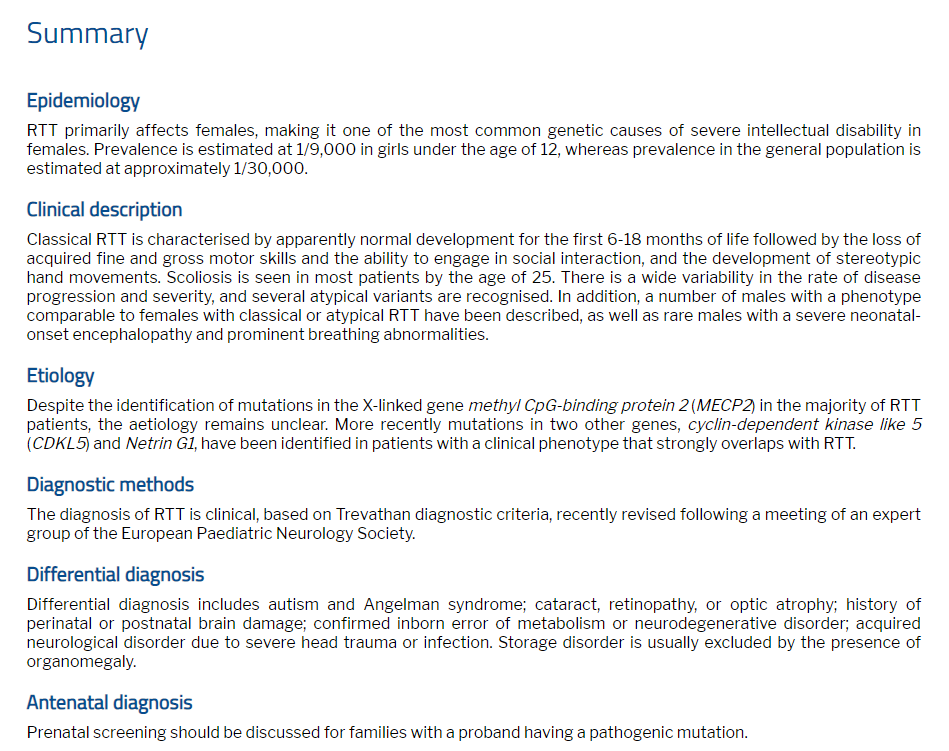 Summary
Epidemiology
RTT primarily affects females, making it one of the most common genetic causes of severe intellectual disability in
females. Prevalence is estimated at 1/9,000 in girls under the age of 12, whereas prevalence in the general population is
estimated at approximately 1/30,000.
Clinical description
Classical RTT is characterised by apparently normal development for the first 6-18 months of life followed by the loss of
acquired fine and gross motor skills and the ability to engage in social interaction, and the development of stereotypic
hand movements. Scoliosis is seen in most patients by the age of 25. There is a wide variability in the rate of disease
progression and severity, and several atypical variants are recognised. In addition, a number of males with a phenotype
comparable to females with classical or atypical RTT have been described, as well as rare males with a severe neonatal-
onset encephalopathy and prominent breathing abnormalities.
Etiology
Despite the identification of mutations in the X-linked gene methyl CpG-binding protein 2 (MECP2) in the majority of RTT
patients, the aetiology remains unclear. More recently mutations in two other genes, cyclin-dependent kinase like 5
(CDKL5) and Netrin G1, have been identified in patients with a clinical phenotype that strongly overlaps with RTT.
Diagnostic methods
The diagnosis of RTT is clinical, based on Trevathan diagnostic criteria, recently revised following a meeting of an expert
group of the European Paediatric Neurology Society.
Differential diagnosis
Differential diagnosis includes autism and Angelman syndrome; cataract, retinopathy, or optic atrophy; history of
perinatal or postnatal brain damage; confirmed inborn error of metabolism or neurodegenerative disorder; acquired
neurological disorder due to severe head trauma or infection. Storage disorder is usually excluded by the presence of
organomegaly.
Antenatal diagnosis
Prenatal screening should be discussed for families with a proband having a pathogenic mutation.